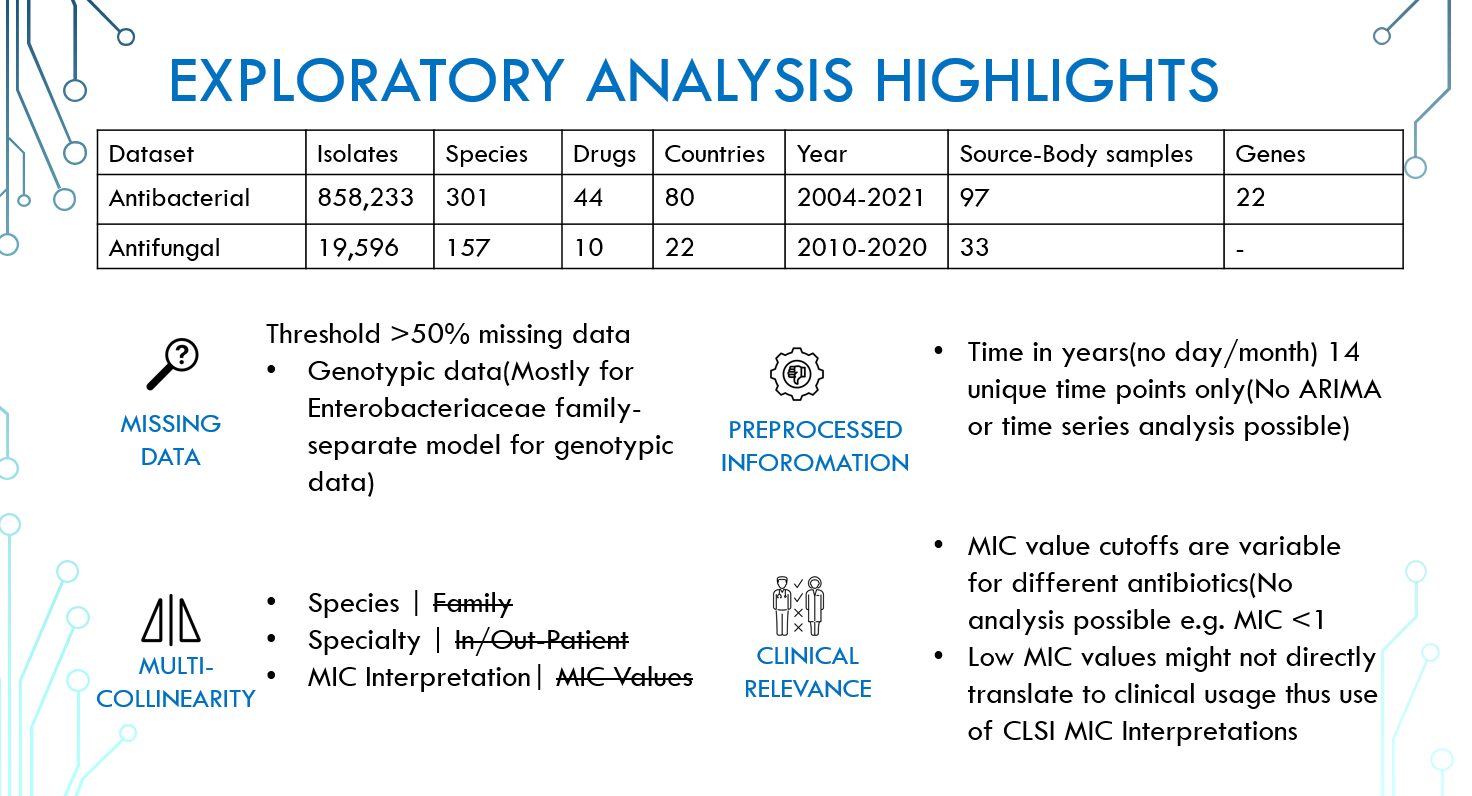 EXPLORATORY ANALYSIS HIGHLIGHTS
Dataset Isolates Species Drugs Countries Year Source-Body samples Genes
Antibacterial 858,233 301 44 80 2004-2021 97 22
Antifungal 19,596 157 10 22 2010-2020 33 -
?
MISSING
DATA
Threshold >50% missing data
• Genotypic data(Mostly for
Enterobacteriaceae family-
separate model for genotypic
data)
PREPROCESSED
INFOROMATION
• Time in years(no day/month) 14
unique time points only(No ARIMA
or time series analysis possible)
MULTI-
COLLINEARITY
• Species | Family
• Specialty | In/Out-Patient
• MIC Interpretation| MIC Values
CLINICAL
RELEVANCE
• MIC value cutoffs are variable
for different antibiotics(No
analysis possible e.g. MIC <1
• Low MIC values might not directly
translate to clinical usage thus use
of CLSI MIC Interpretations